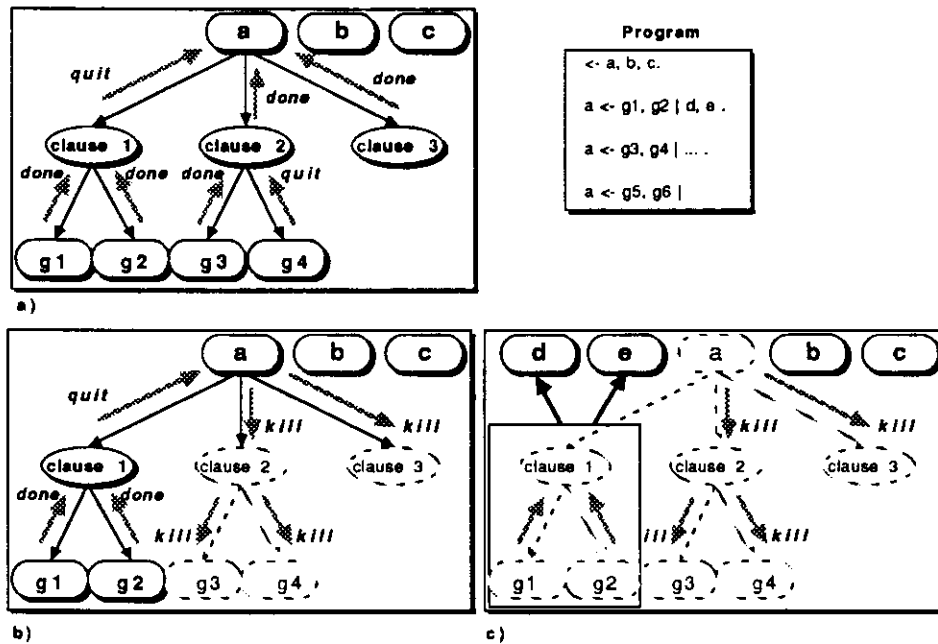 a b c
quit
done
done
clause 1 clause 2 clause 3
done done done quit
g1 g2 g3 g4
a)
Program
<- a, b, c.
a <- g1, g2 | d, e .
a <- g3, g4 | ... .
a <- g5, g6 |
a b c
quit
kill kill
clause 1 clause 2 clause 3
done done
kill kill
g1 g2 g3 g4
b)
d e a b c
kill kill
clause 1 clause 2 clause 3
kill kill
g1 g2 g3 g4
c)